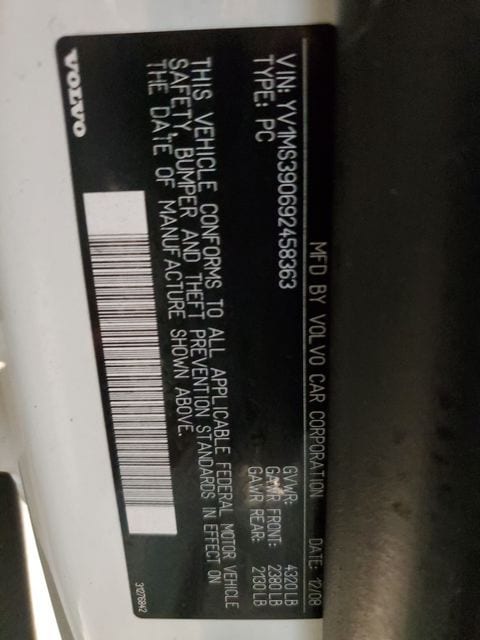 MFD BY VOLVO CAR CORPORATION DATE: 12/08
VIN: YV1MS390692458363 GVWR: 4320 LB
TYPE: PC GAWR FRONT: 2380 LB
GAWR REAR: 2130 LB
THIS VEHICLE CONFORMS TO ALL APPLICABLE FEDERAL MOTOR VEHICLE
SAFETY, BUMPER AND THEFT PREVENTION STANDARDS IN EFFECT ON
THE DATE OF MANUFACTURE SHOWN ABOVE.
VOLVO
31276842